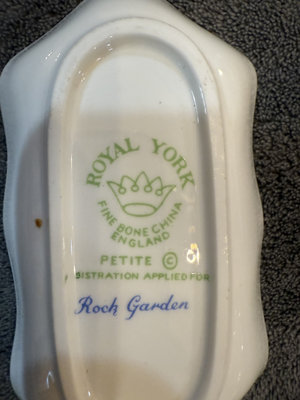 ROYAL YORK
FINE BONE CHINA
ENGLAND
PETITE ©
ISTRATION APPLIED FOR
Rock Garden